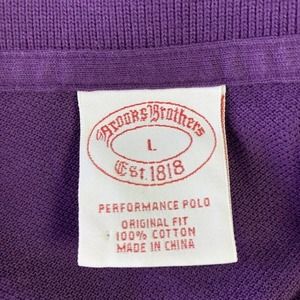 Brooks Brothers
L
Est. 1818
PERFORMANCE POLO
ORIGINAL FIT
100% COTTON
MADE IN CHINA